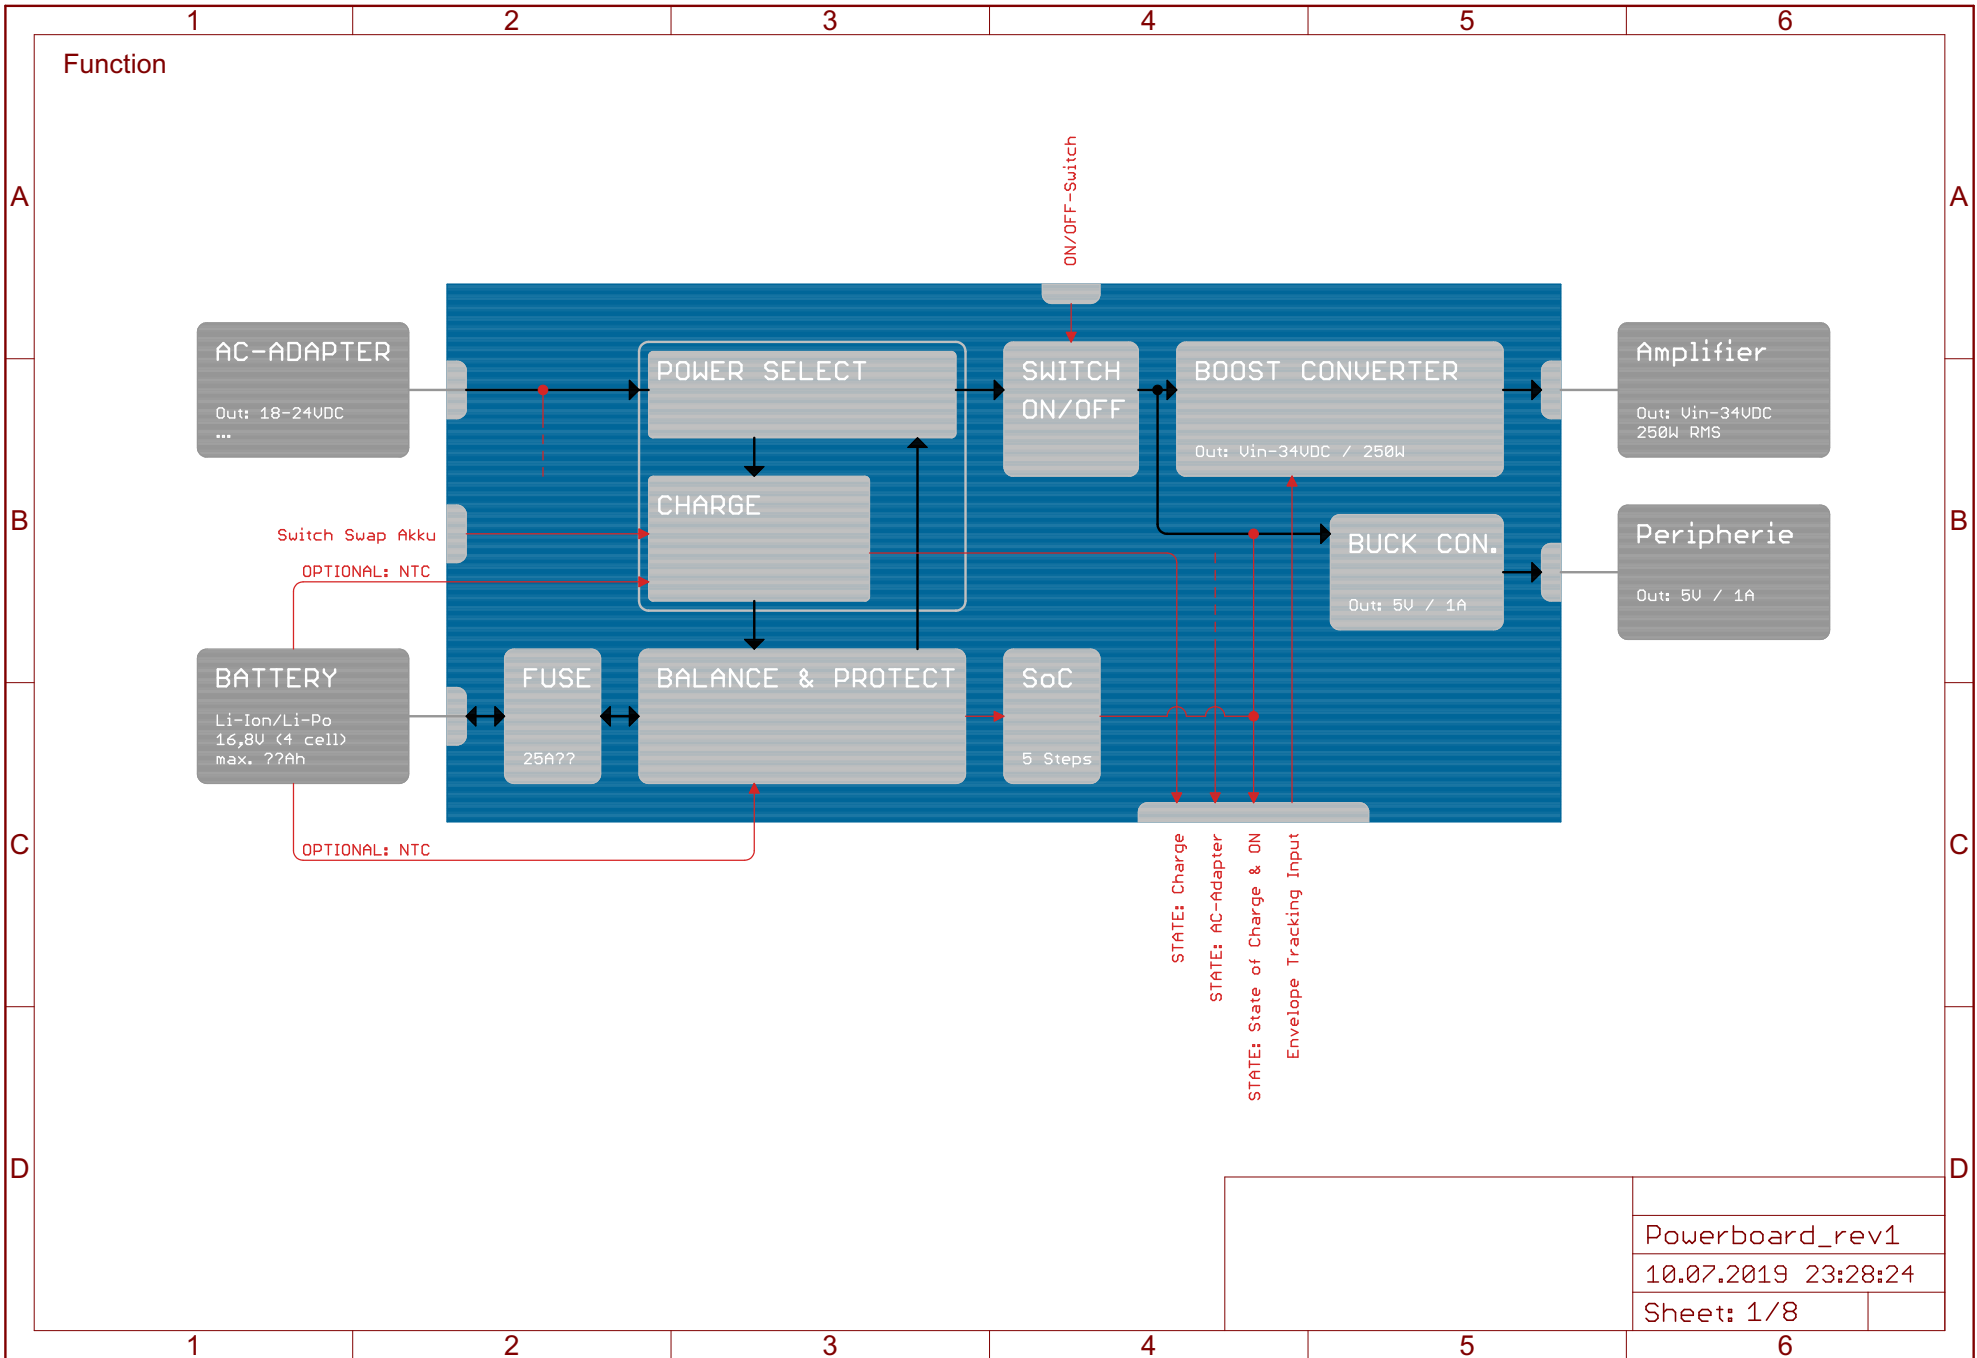 1 2 3 4 5 6
Function
A A
ON/OFF-Switch
AC-ADAPTER
Out: 18-24VDC
...
POWER SELECT
SWITCH
ON/OFF
BOOST CONVERTER
Out: Vin-34VDC / 250W
Amplifier
Out: Vin-34VDC
250W RMS
B B
CHARGE
Switch Swap Akku
OPTIONAL: NTC
BUCK CON.
Out: 5V / 1A
Peripherie
Out: 5V / 1A
BATTERY
Li-Ion/Li-Po
16,8V (4 cell)
max. ??Ah
FUSE
25A??
BALANCE & PROTECT
SoC
5 Steps
C C
OPTIONAL: NTC
STATE: Charge
STATE: AC-Adapter
STATE: State of Charge & ON
Envelope Tracking Input
D D
Powerboard_rev1
10.07.2019 23:28:24
Sheet: 1/8
1 2 3 4 5 6